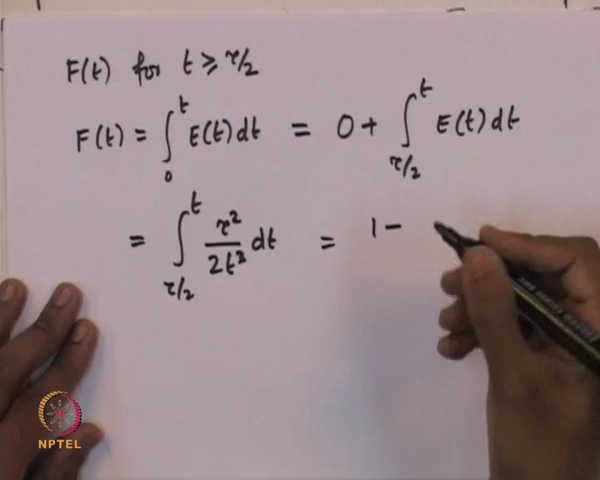 F(t) for t ⩾ τ/2
F(t) = ∫₀ᵗ E(t) dt = 0 + ∫_{τ/2}^{t} E(t) dt
= ∫_{τ/2}^{t} τ²/2t³ dt = 1 –
NPTEL